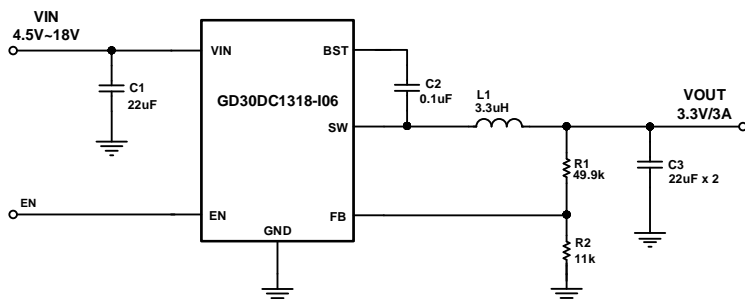 VIN
4.5V~18V
VIN
BST
C1
22uF
C2
0.1uF
GD30DC1318-I06
L1
3.3uH
SW
VOUT
3.3V/3A
R1
49.9k
C3
22uF x 2
EN
EN
FB
GND
R2
11k